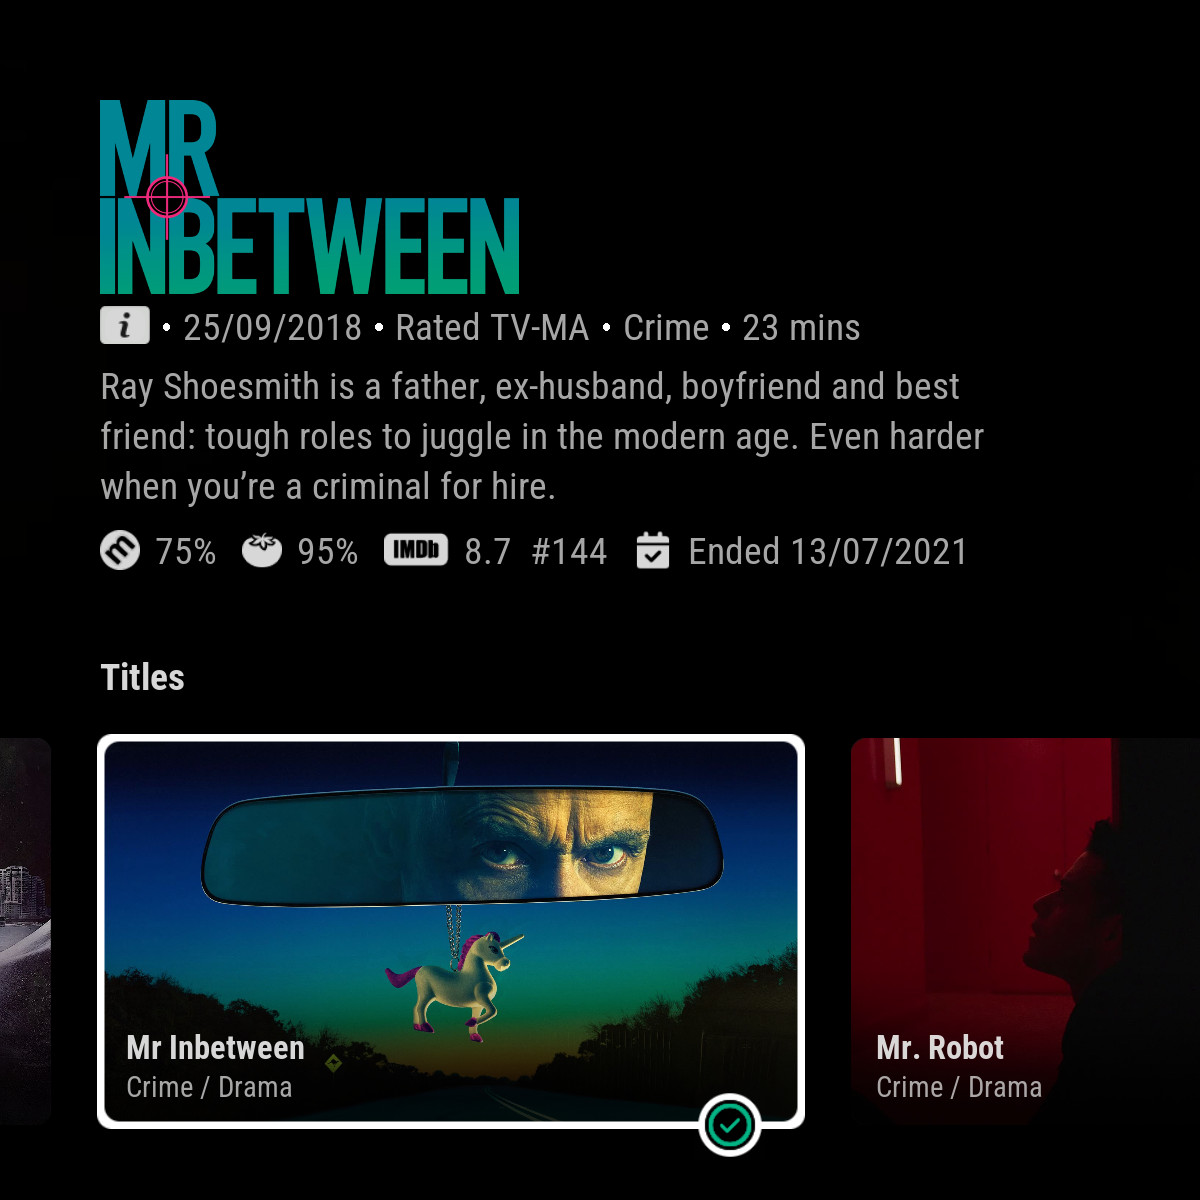 MR
INBETWEEN
i • 25/09/2018 • Rated TV-MA • Crime • 23 mins
Ray Shoesmith is a father, ex-husband, boyfriend and best
friend: tough roles to juggle in the modern age. Even harder
when you’re a criminal for hire.
m 75% 95% IMDb 8.7 #144 Ended 13/07/2021
Titles
Mr Inbetween
Crime / Drama
Mr. Robot
Crime / Drama